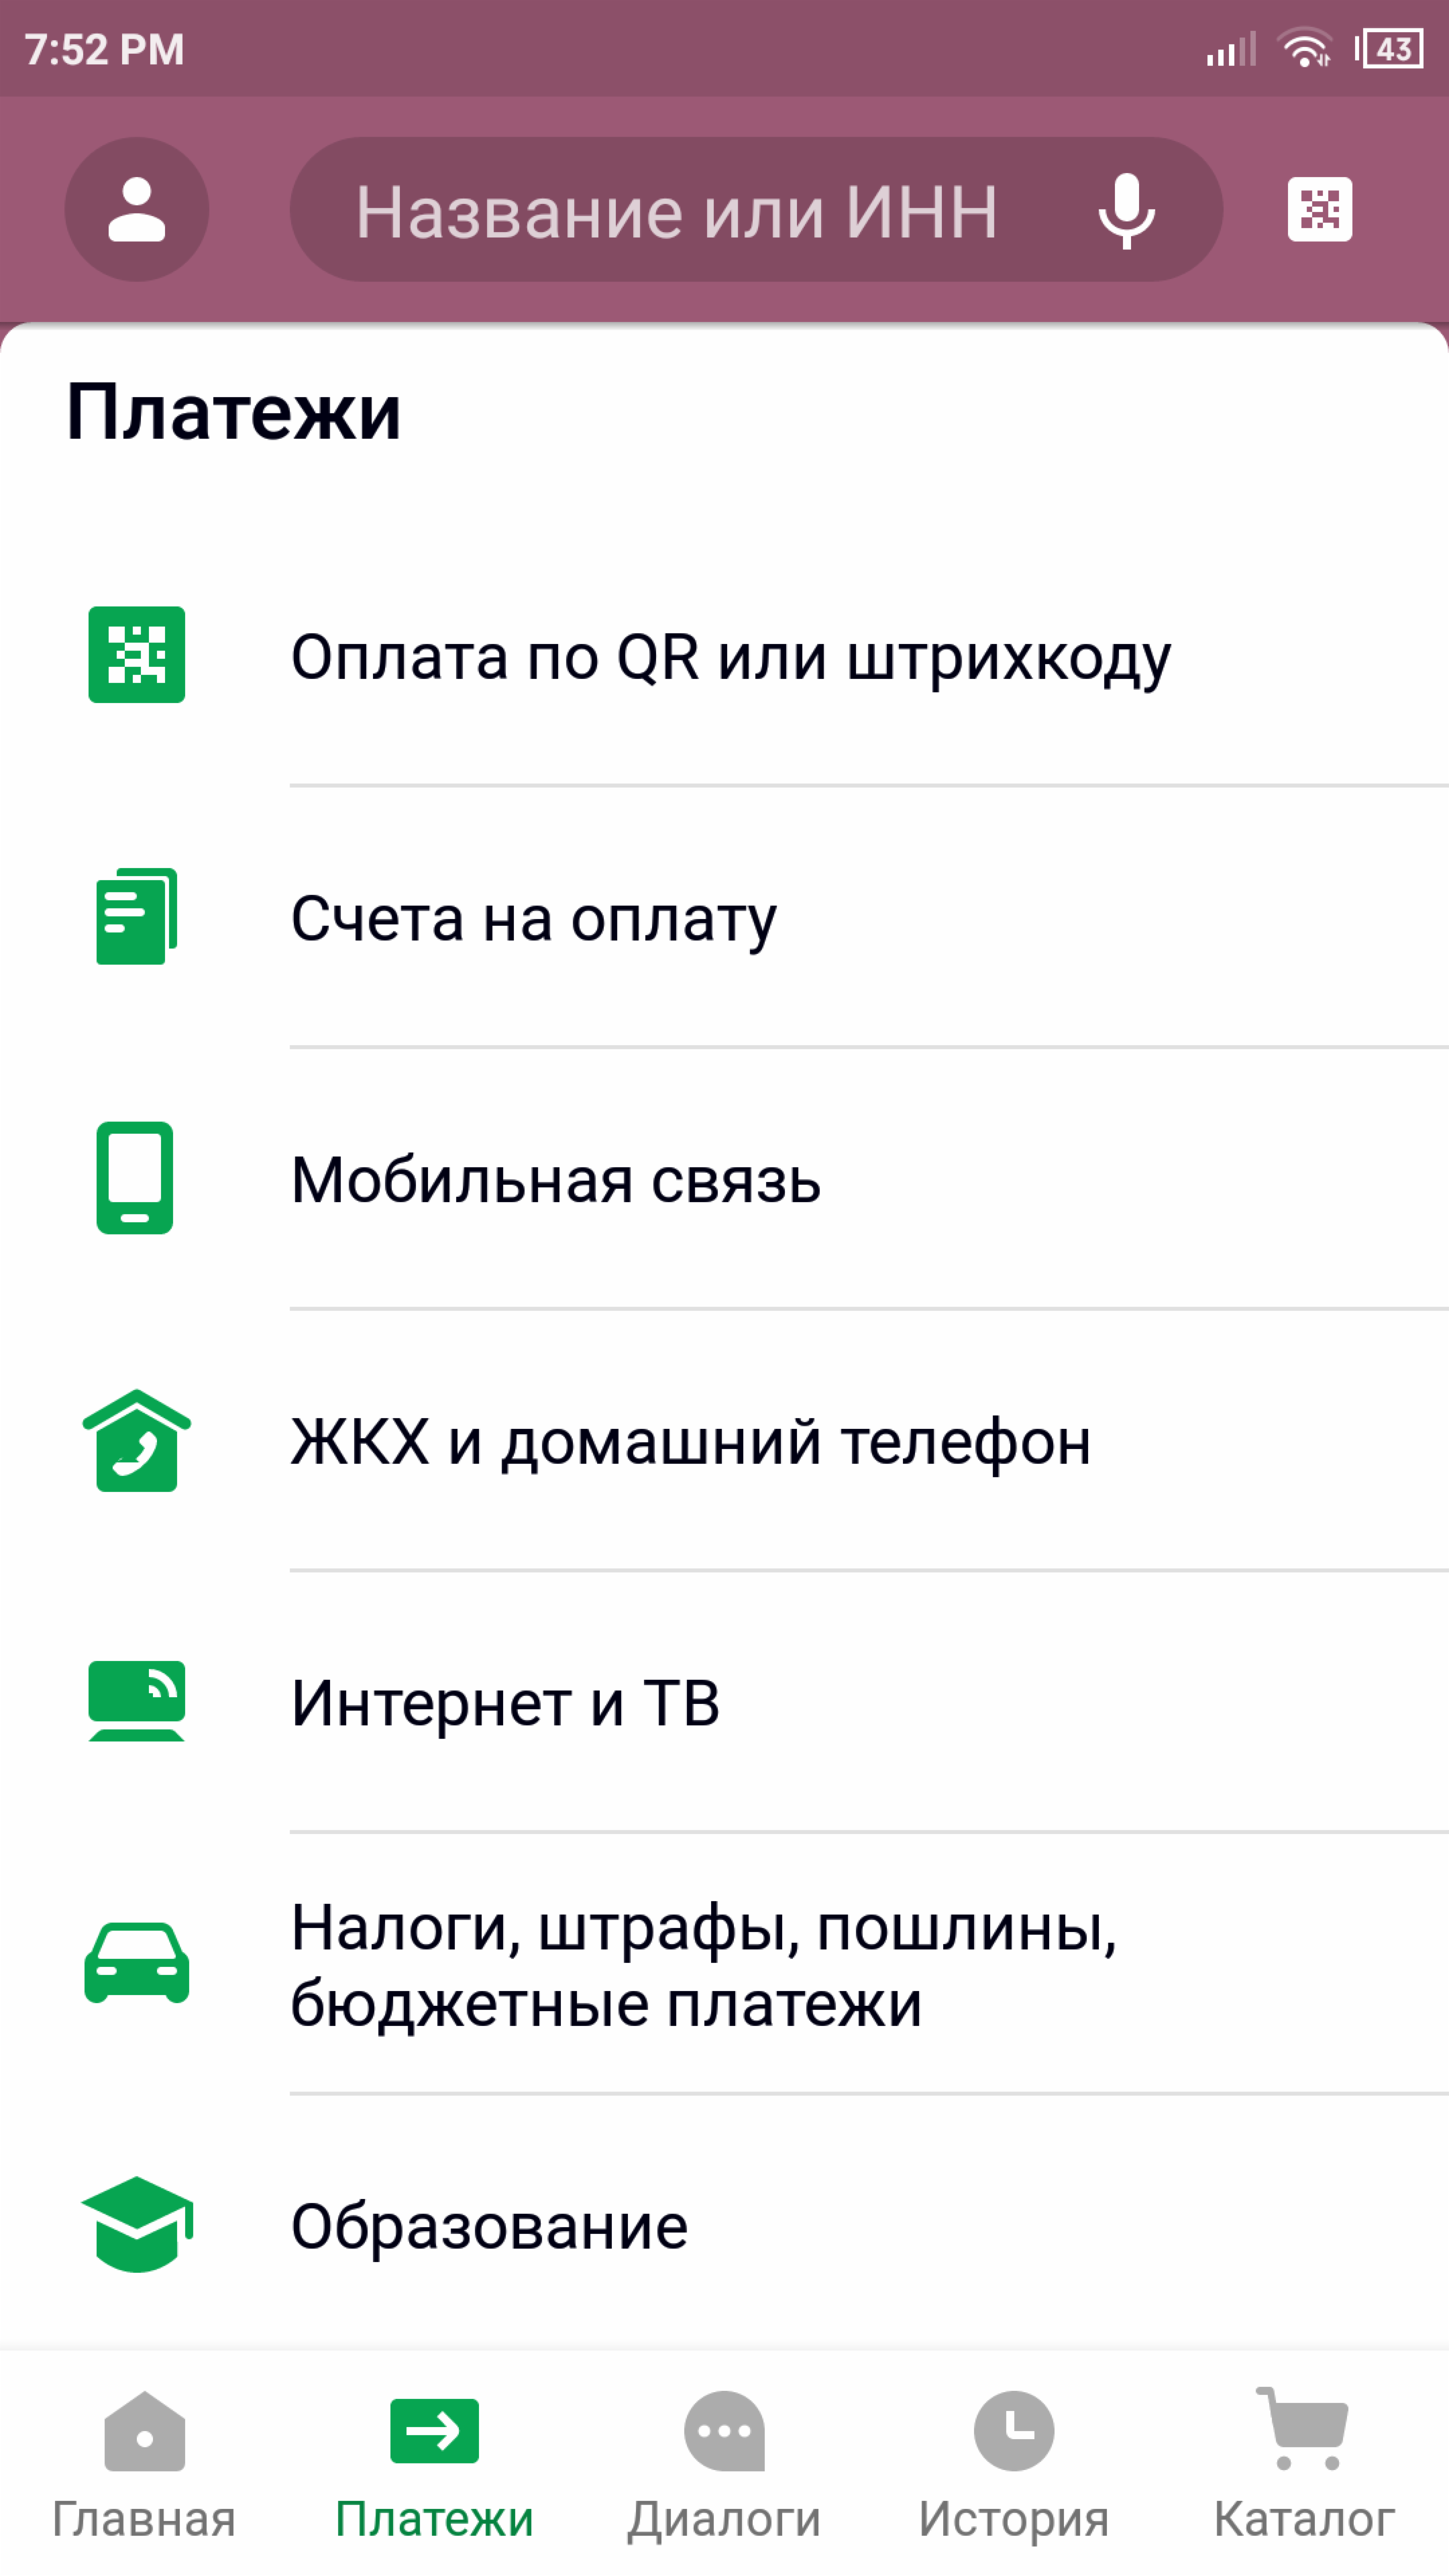 7:52 PM
43
Название или ИНН
Платежи
Оплата по QR или штрихкоду
Счета на оплату
Мобильная связь
ЖКХ и домашний телефон
Интернет и ТВ
Налоги, штрафы, пошлины,
бюджетные платежи
Образование
Главная
Платежи
Диалоги
История
Каталог